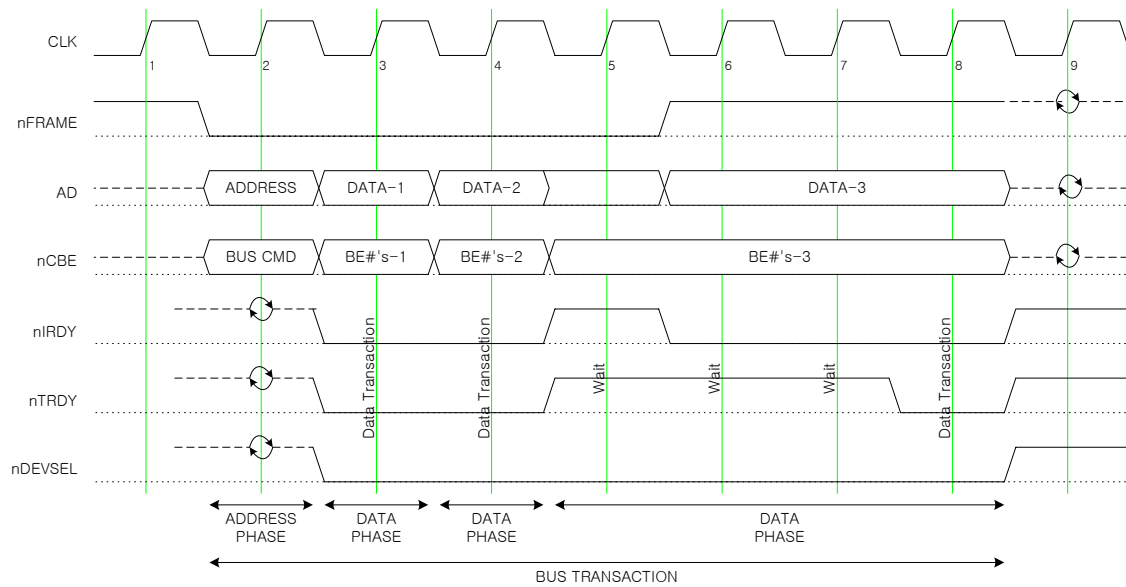 CLK
1 2 3 4 5 6 7 8 9
nFRAME
AD
ADDRESS DATA-1 DATA-2 DATA-3
nCBE
BUS CMD BE#'s-1 BE#'s-2 BE#'s-3
nIRDY
nTRDY
nDEVSEL
Data Transaction
Data Transaction
Wait
Wait
Wait
Data Transaction
ADDRESS
PHASE
DATA
PHASE
DATA
PHASE
DATA
PHASE
BUS TRANSACTION